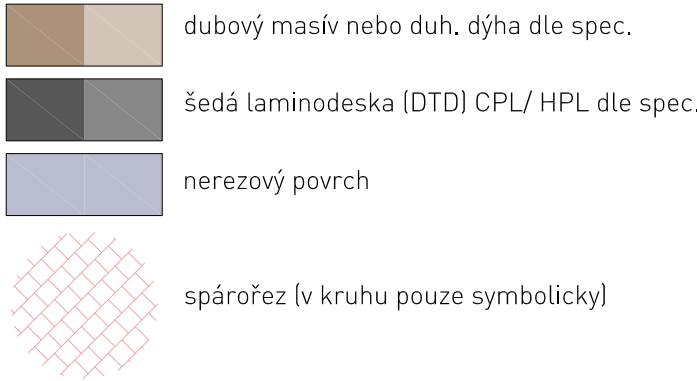 dubový masív nebo duh. dýha dle spec.
šedá laminodeska (DTD) CPL/ HPL dle spec.
nerezový povrch
spárořez (v kruhu pouze symbolicky)